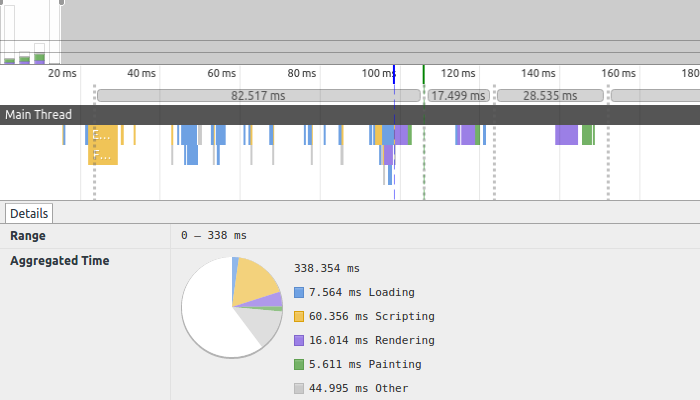 20 ms 40 ms 60 ms 80 ms 100 ms 120 ms 140 ms 160 ms 180
82.517 ms 17.499 ms 28.535 ms
Main Thread
Details
Range 0 – 338 ms
Aggregated Time
338.354 ms
7.564 ms Loading
60.356 ms Scripting
16.014 ms Rendering
5.611 ms Painting
44.995 ms Other